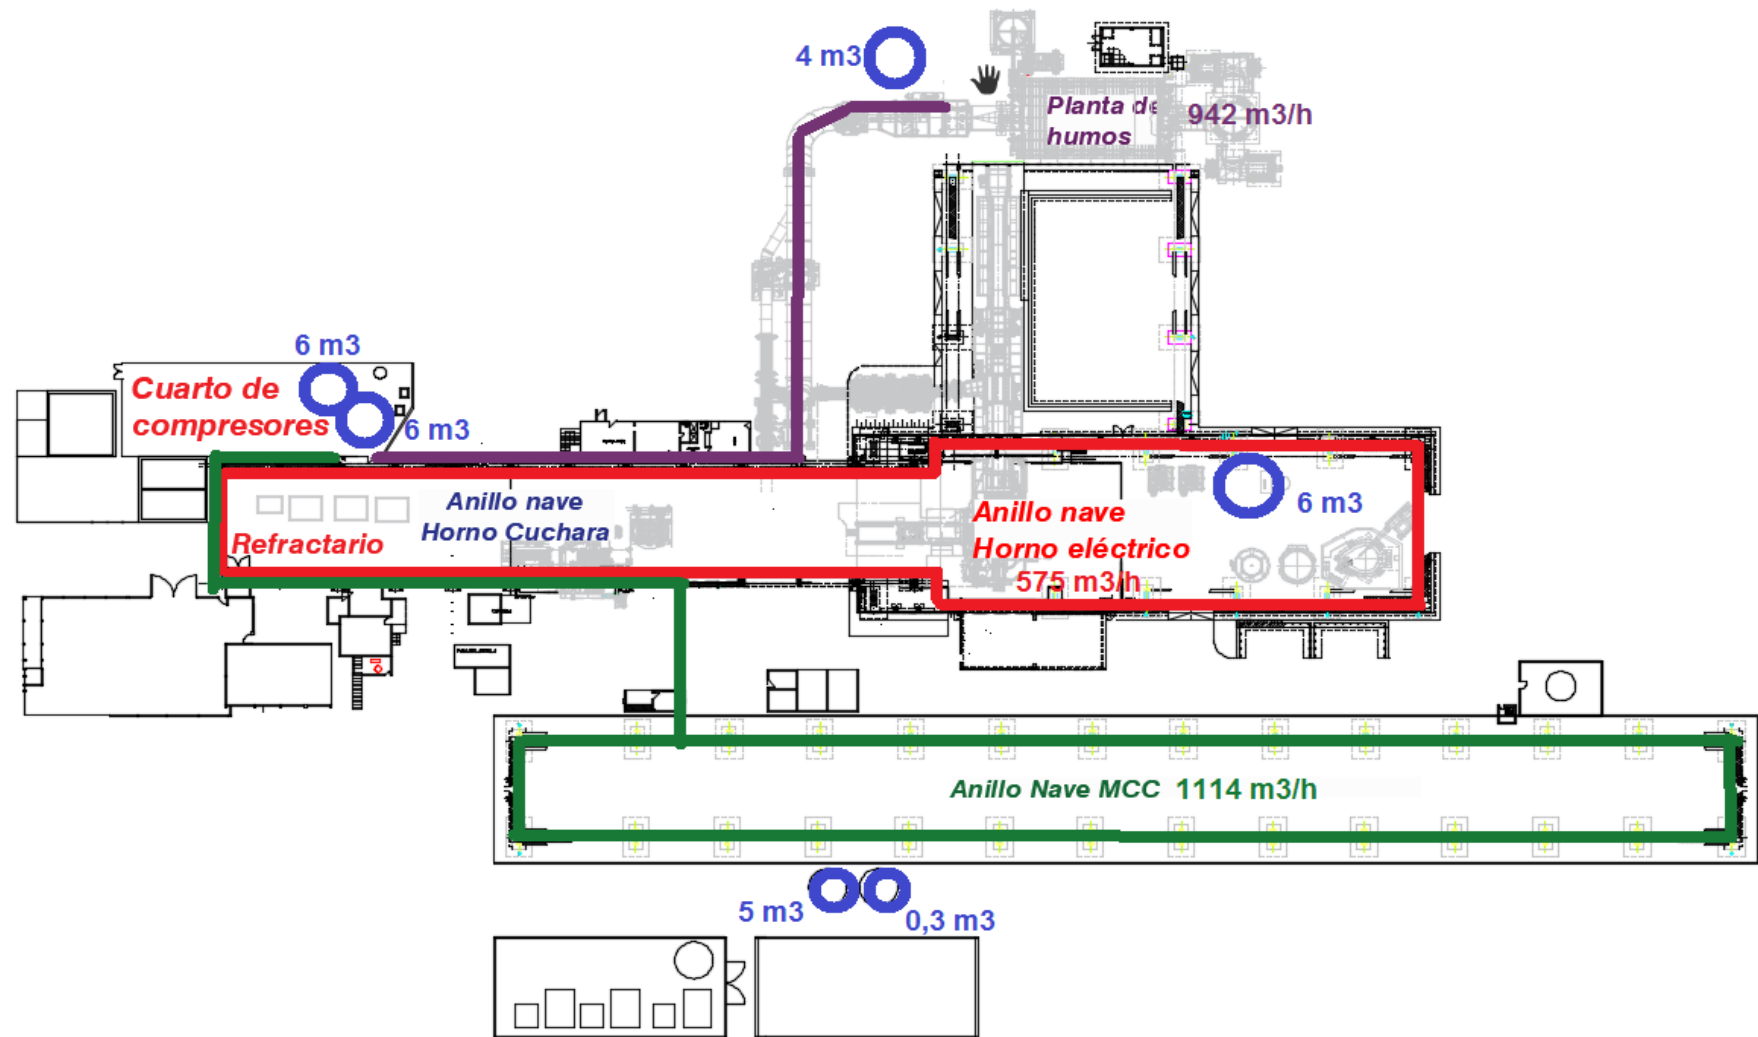 4 m3
Planta de
humos
942 m3/h
6 m3
Cuarto de
compresores
6 m3
Anillo nave
Horno Cuchara
Refractario
Anillo nave
Horno eléctrico
575 m3/h
6 m3
Anillo Nave MCC 1114 m3/h
5 m3
0,3 m3